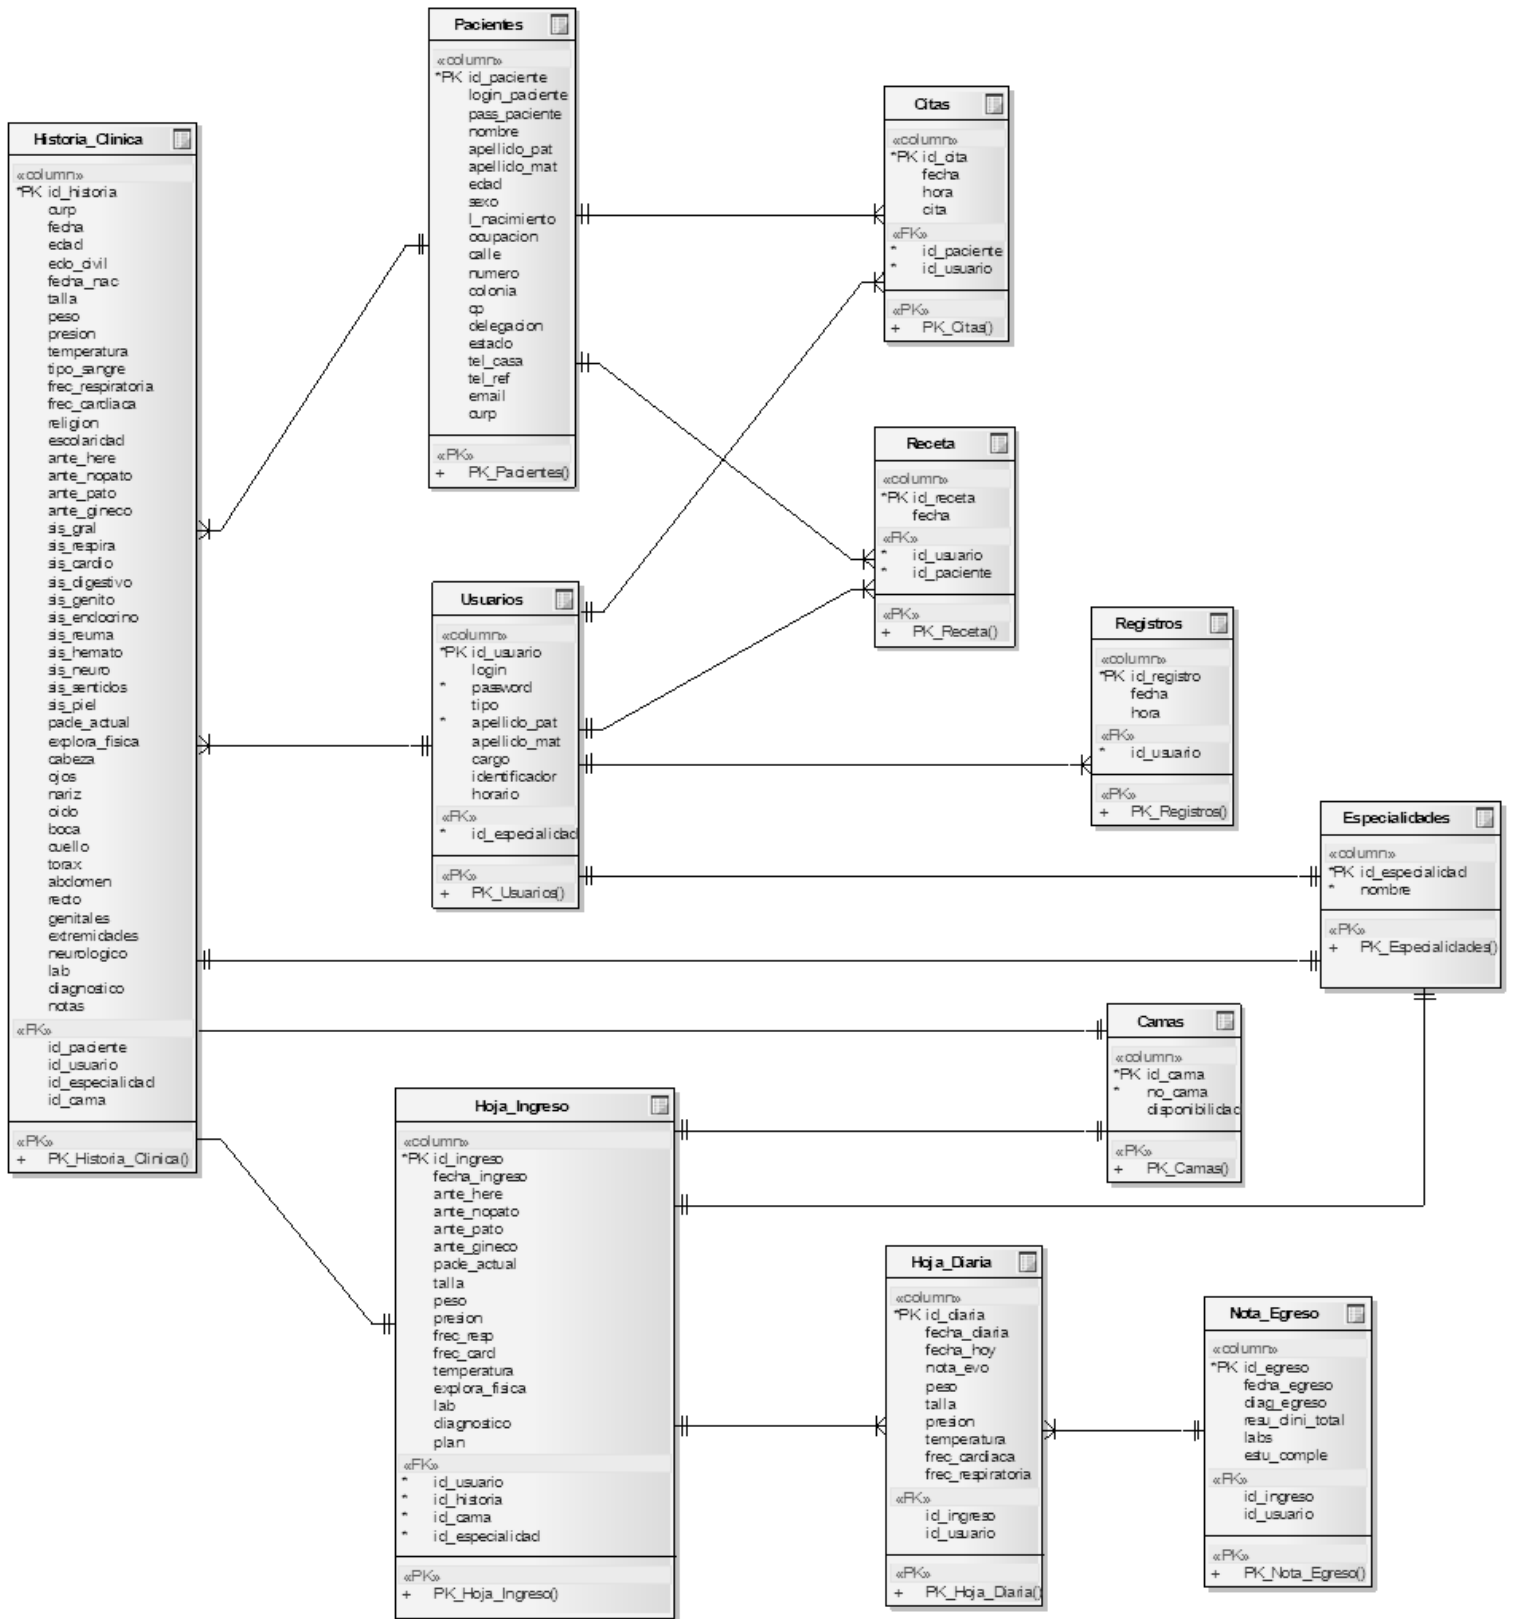 Pacientes
«column»
*PK id_paciente
login_paciente
pass_paciente
nombre
apellido_pat
apellido_mat
edad
sexo
l_nacimiento
ocupacion
calle
numero
colonia
cp
delegacion
estado
tel_casa
tel_ref
email
curp
«PK»
+ PK_Pacientes()
Citas
«column»
*PK id_cita
fecha
hora
cita
«FK»
* id_paciente
* id_usuario
«PK»
+ PK_Citas()
Historia_Clinica
«column»
*PK id_historia
curp
fecha
edad
edo_civil
fecha_nac
talla
peso
presion
temperatura
tipo_sangre
frec_respiratoria
frec_cardiaca
religion
escolaridad
ante_here
ante_nopato
ante_pato
ante_gineco
sis_gral
sis_respira
sis_cardio
sis_digestivo
sis_genito
sis_endocrino
sis_reuma
sis_hemato
sis_neuro
sis_sentidos
sis_piel
pade_actual
explora_fisica
cabeza
ojos
nariz
oido
boca
cuello
torax
abdomen
recto
genitales
extremidades
neurologico
lab
diagnostico
notas
«FK»
id_paciente
id_usuario
id_especialidad
id_cama
«PK»
+ PK_Historia_Clinica()
Receta
«column»
*PK id_receta
fecha
«FK»
* id_usuario
* id_paciente
«PK»
+ PK_Receta()
Usuarios
«column»
*PK id_usuario
login
* password
tipo
* apellido_pat
apellido_mat
cargo
identificador
horario
«FK»
* id_especialidad
«PK»
+ PK_Usuarios()
Registros
«column»
*PK id_registro
fecha
hora
«FK»
* id_usuario
«PK»
+ PK_Registros()
Especialidades
«column»
*PK id_especialidad
* nombre
«PK»
+ PK_Especialidades()
Camas
«column»
*PK id_cama
* no_cama
disponibilidad
«PK»
+ PK_Camas()
Hoja_Ingreso
«column»
*PK id_ingreso
fecha_ingreso
ante_here
ante_nopato
ante_pato
ante_gineco
pade_actual
talla
peso
presion
frec_resp
frec_card
temperatura
explora_fisica
lab
diagnostico
plan
«FK»
* id_usuario
* id_historia
* id_cama
* id_especialidad
«PK»
+ PK_Hoja_Ingreso()
Hoja_Diaria
«column»
*PK id_diaria
fecha_diaria
fecha_hoy
nota_evo
peso
talla
presion
temperatura
frec_cardiaca
frec_respiratoria
«FK»
id_ingreso
id_usuario
«PK»
+ PK_Hoja_Diaria()
Nota_Egreso
«column»
*PK id_egreso
fecha_egreso
diag_egreso
resu_clini_total
labs
estu_comple
«FK»
id_ingreso
id_usuario
«PK»
+ PK_Nota_Egreso()